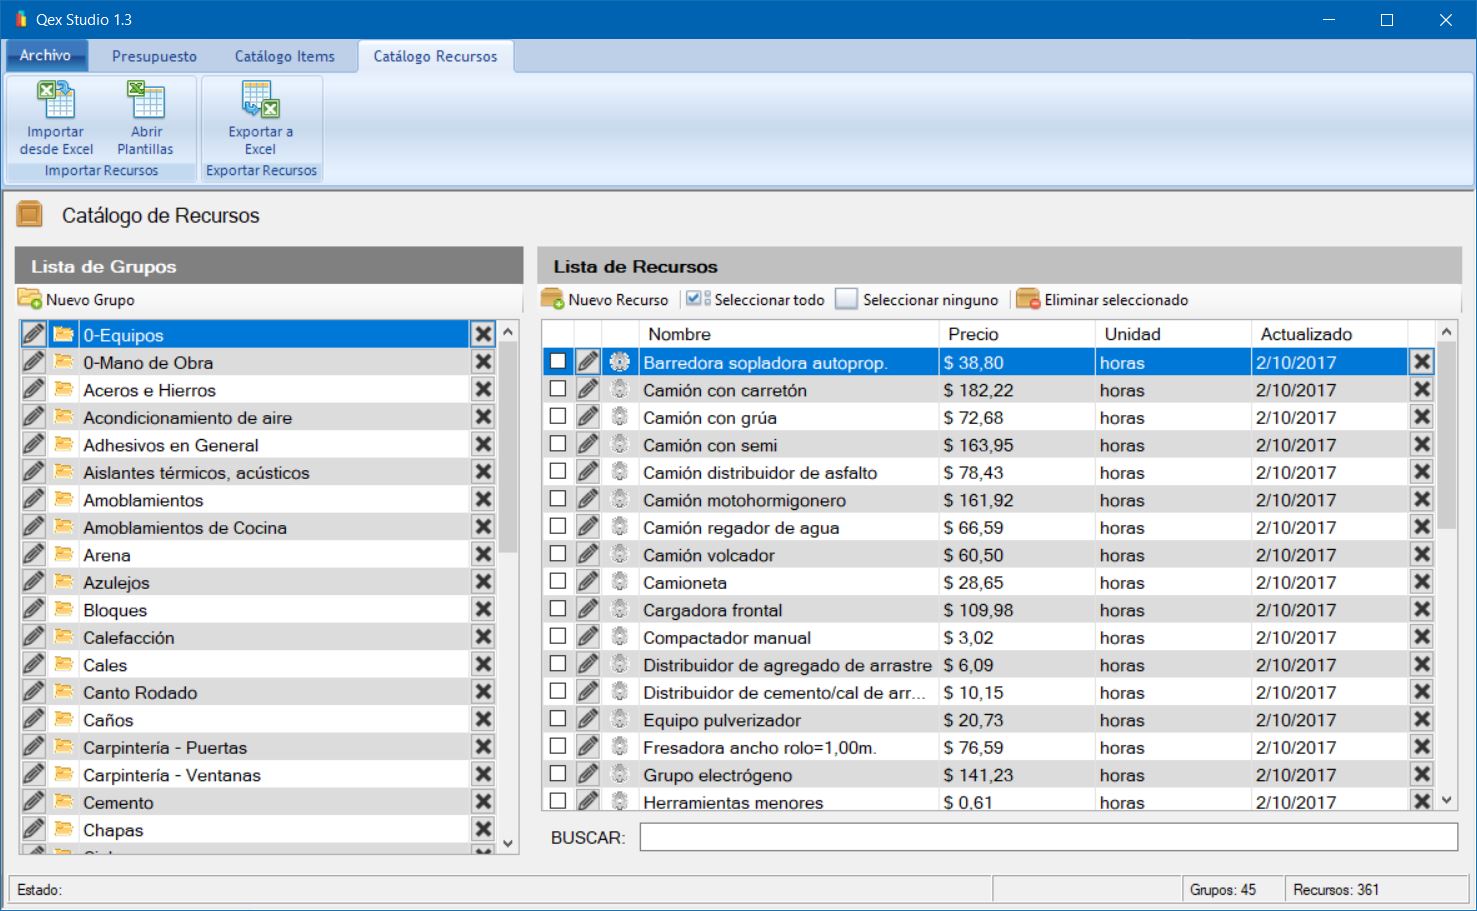 Qex Studio 1.3
Archivo Presupuesto Catálogo Items Catálogo Recursos
Importar desde Excel
Abrir Plantillas
Importar Recursos
Exportar a Excel
Exportar Recursos
Catálogo de Recursos
Lista de Grupos
Nuevo Grupo
0-Equipos
0-Mano de Obra
Aceros e Hierros
Acondicionamiento de aire
Adhesivos en General
Aislantes térmicos, acústicos
Amoblamientos
Amoblamientos de Cocina
Arena
Azulejos
Bloques
Calefacción
Cales
Canto Rodado
Caños
Carpintería - Puertas
Carpintería - Ventanas
Cemento
Chapas
Lista de Recursos
Nuevo Recurso Seleccionar todo Seleccionar ninguno Eliminar seleccionado
Nombre Precio Unidad Actualizado
Barredora sopladora autoprop. $ 38,80 horas 2/10/2017
Camión con carretón $ 182,22 horas 2/10/2017
Camión con grúa $ 72,68 horas 2/10/2017
Camión con semi $ 163,95 horas 2/10/2017
Camión distribuidor de asfalto $ 78,43 horas 2/10/2017
Camión motohormigonero $ 161,92 horas 2/10/2017
Camión regador de agua $ 66,59 horas 2/10/2017
Camión volcador $ 60,50 horas 2/10/2017
Camioneta $ 28,65 horas 2/10/2017
Cargadora frontal $ 109,98 horas 2/10/2017
Compactador manual $ 3,02 horas 2/10/2017
Distribuidor de agregado de arrastre $ 6,09 horas 2/10/2017
Distribuidor de cemento/cal de arr... $ 10,15 horas 2/10/2017
Equipo pulverizador $ 20,73 horas 2/10/2017
Fresadora ancho rolo=1,00m. $ 76,59 horas 2/10/2017
Grupo electrógeno $ 141,23 horas 2/10/2017
Herramientas menores $ 0,61 horas 2/10/2017
BUSCAR:
Estado: Grupos: 45 Recursos: 361